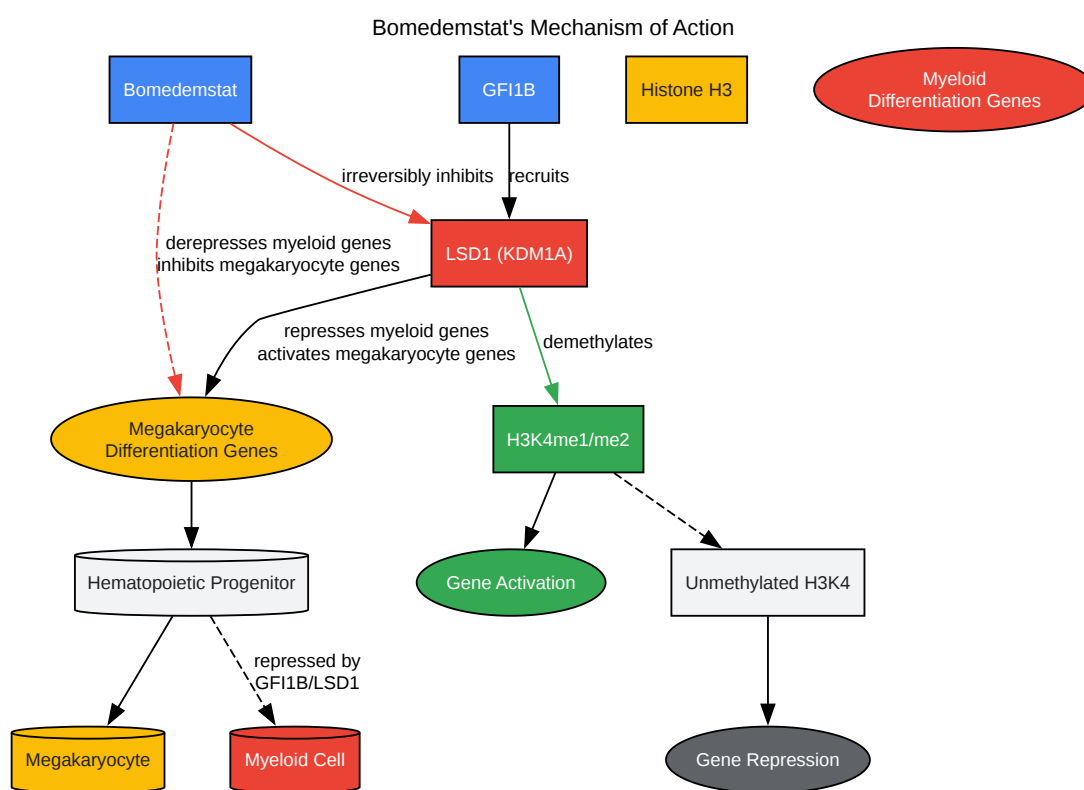 Bomedemstat's Mechanism of Action
Bomedemstat
GFI1B
Histone H3
Myeloid
Differentiation Genes
irreversibly inhibits
recruits
LSD1 (KDM1A)
derepresses myeloid genes
inhibits megakaryocyte genes
represses myeloid genes
activates megakaryocyte genes
demethylates
Megakaryocyte
Differentiation Genes
H3K4me1/me2
Hematopoietic Progenitor
Gene Activation
Unmethylated H3K4
repressed by
GFI1B/LSD1
Megakaryocyte
Myeloid Cell
Gene Repression